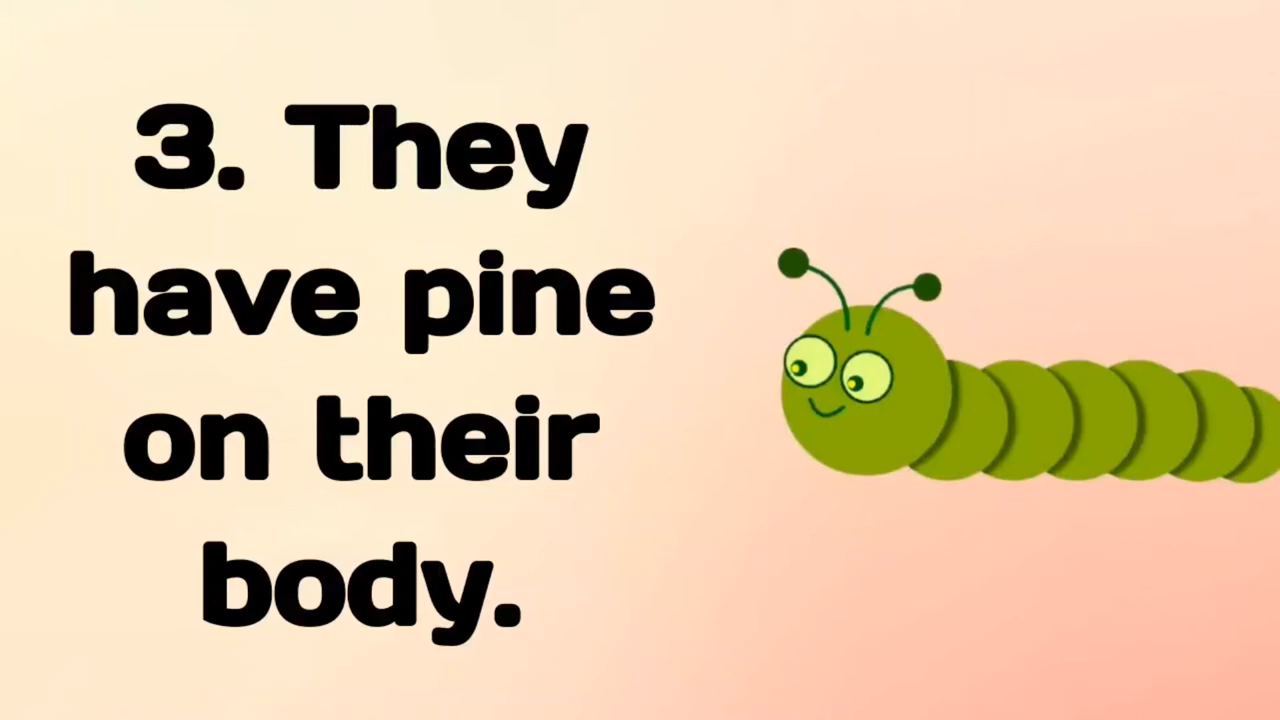 3. They
have pine
on their
body.